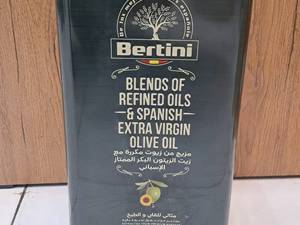 Bertini
BLENDS OF
REFINED OILS
& SPANISH
EXTRA VIRGIN
OLIVE OIL
مزيج من زيوت مكررة مع
زيت الزيتون البكر الممتاز
الإسباني
مثالي للقلي و الطبخ